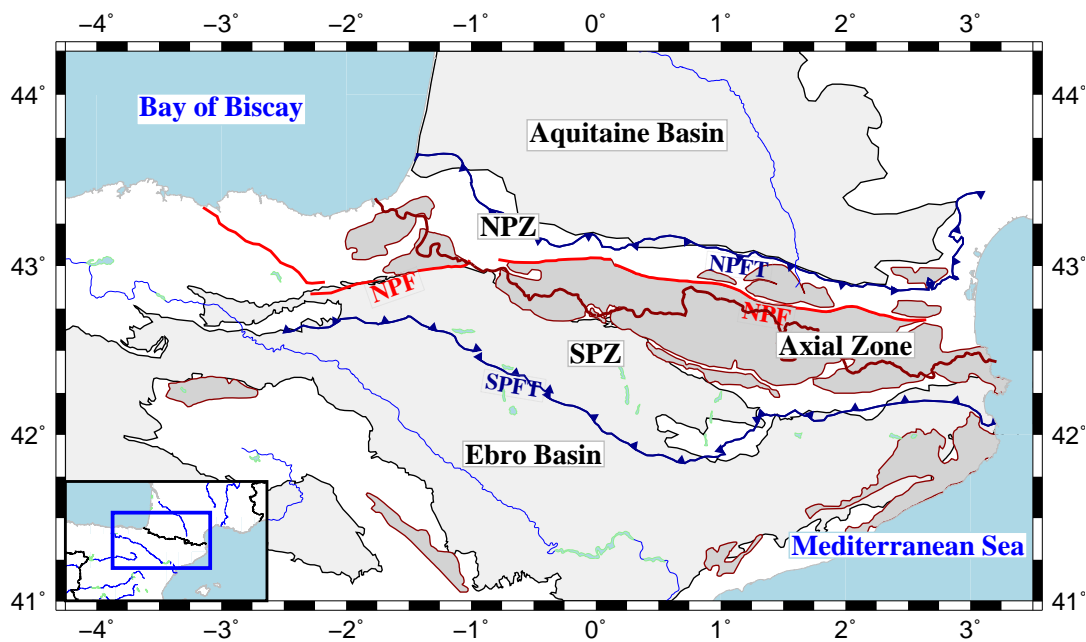 −4˚ −3˚ −2˚ −1˚ 0˚ 1˚ 2˚ 3˚
44˚ 44˚
Bay of Biscay
Aquitaine Basin
NPZ
43˚ 43˚
NPFT
NPF
NPF
SPZ
Axial Zone
SPFT
42˚ 42˚
Ebro Basin
Mediterranean Sea
41˚ 41˚
−4˚ −3˚ −2˚ −1˚ 0˚ 1˚ 2˚ 3˚